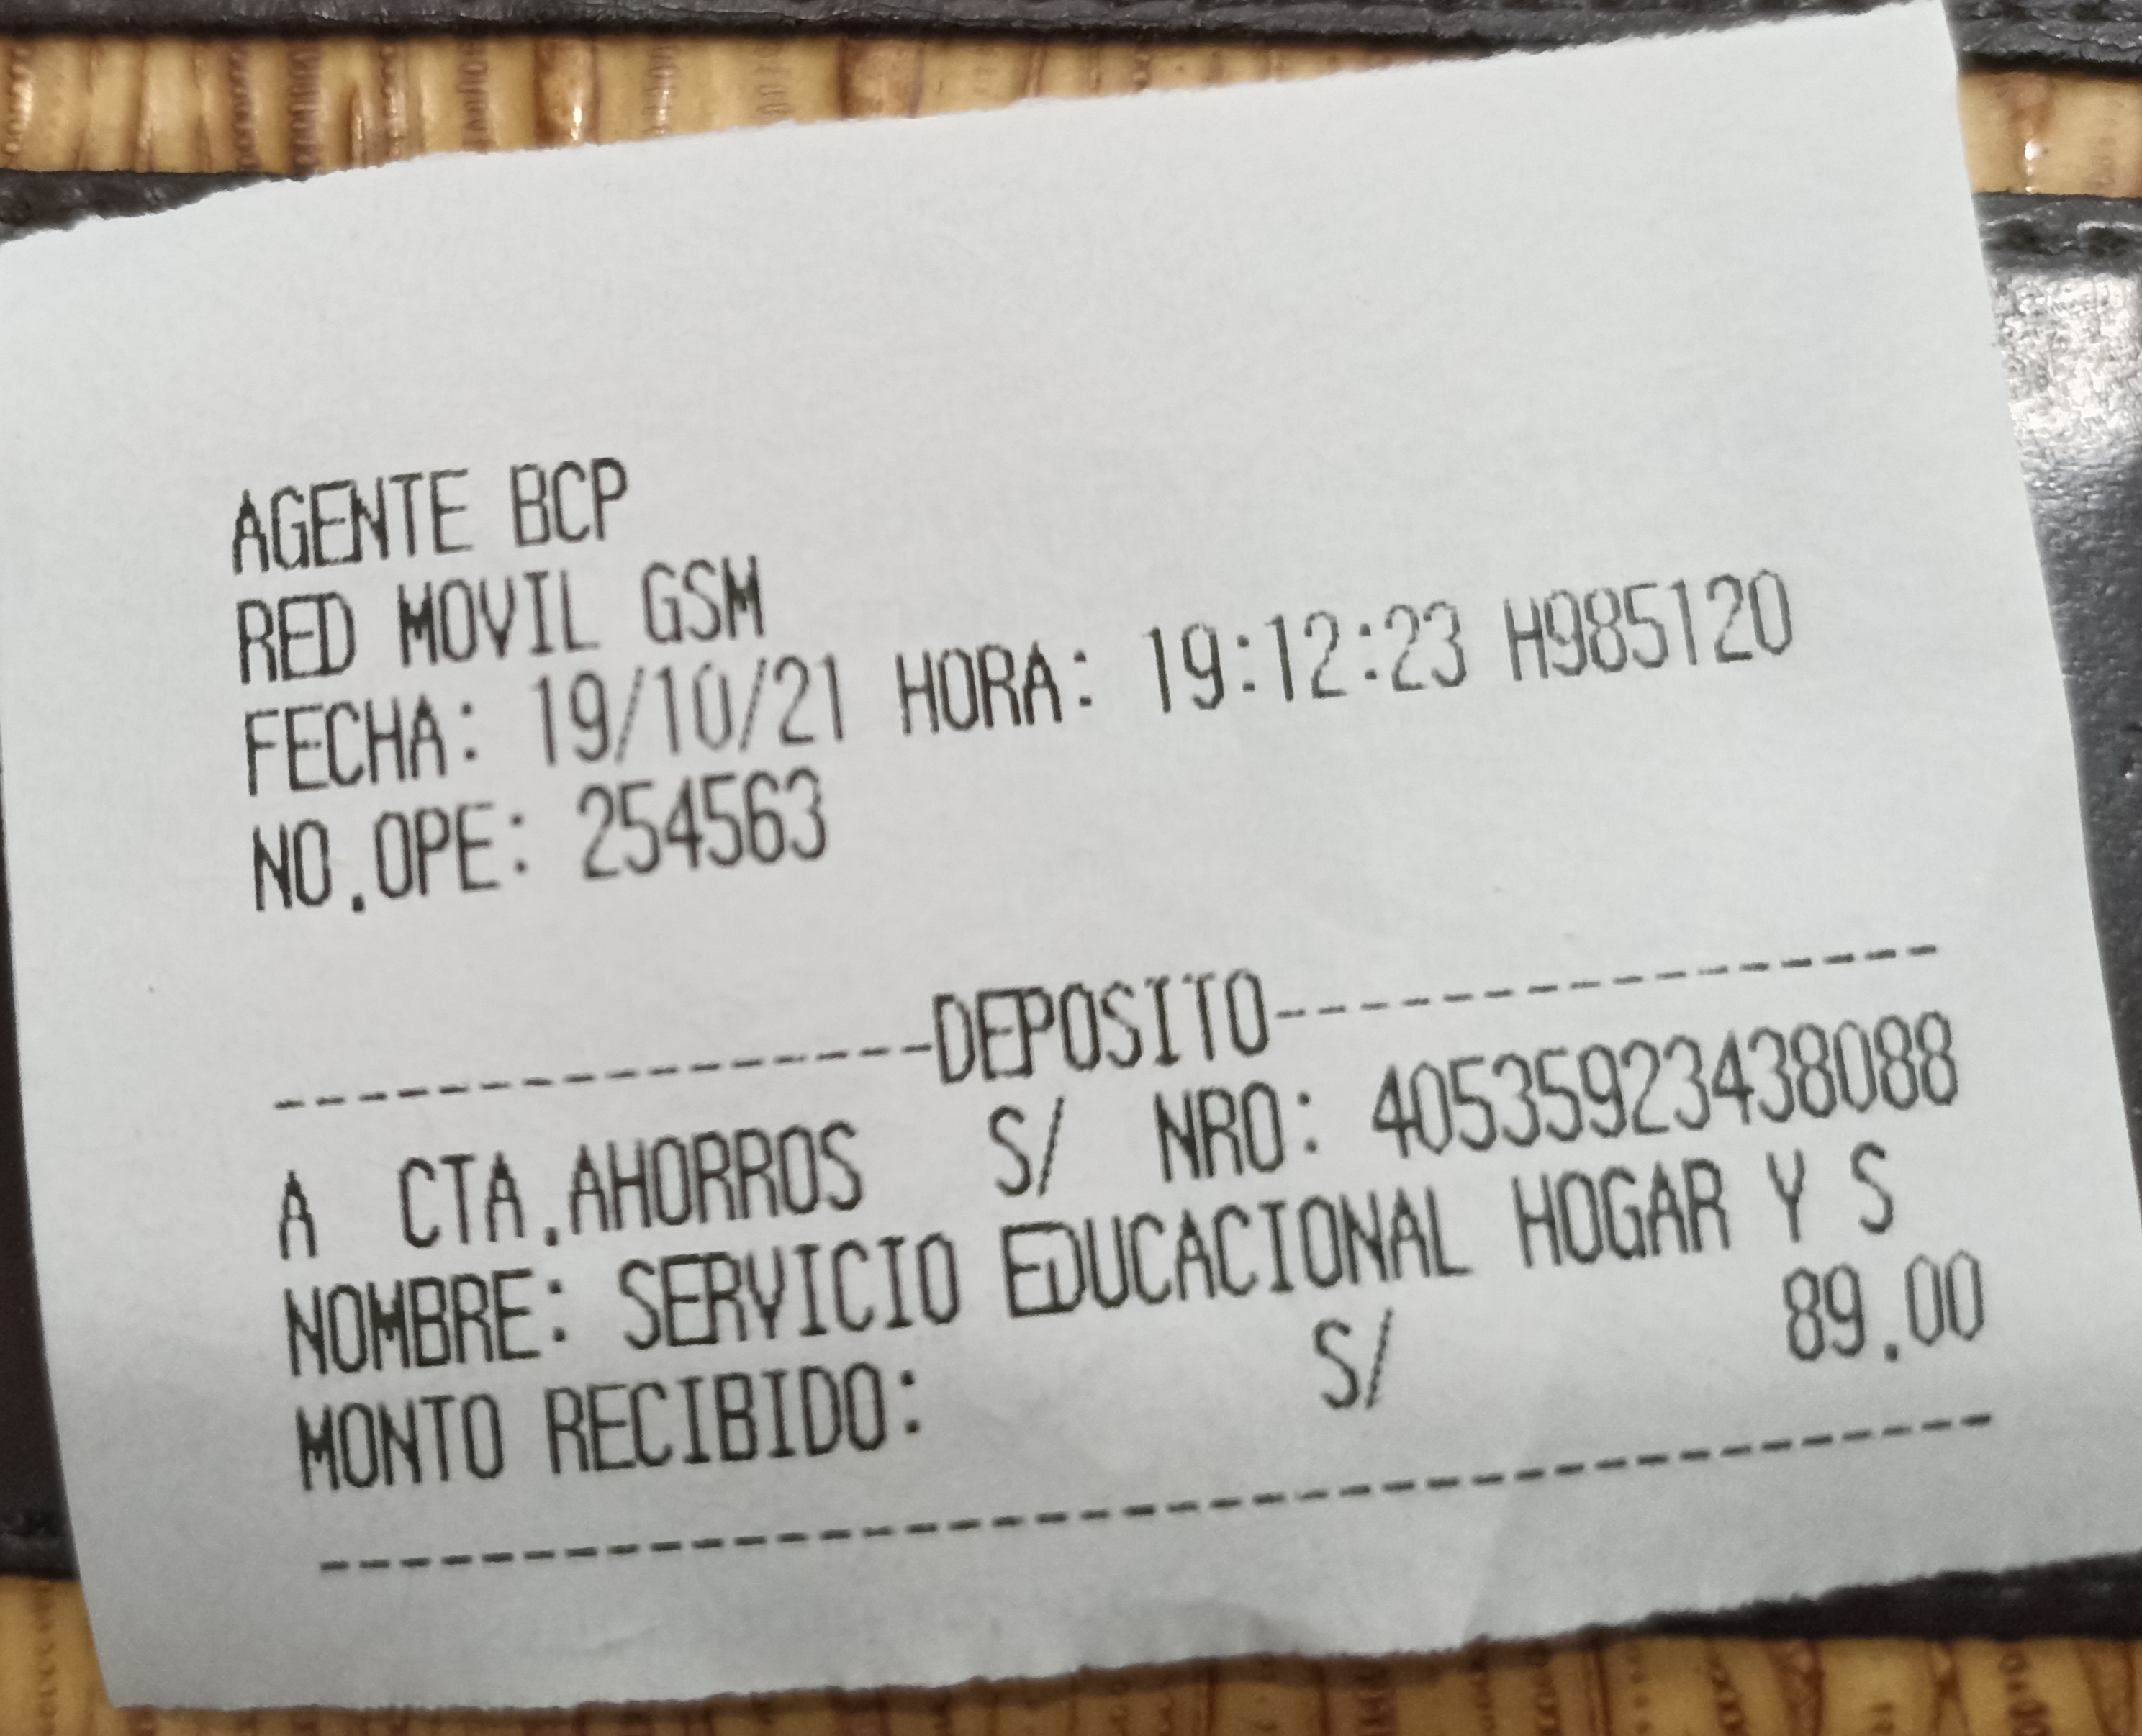 AGENTE BCP
RED MOVIL GSM
FECHA: 19/10/21 HORA: 19:12:23 H985120
NO.OPE: 254563
----------------DEPOSITO----------------
A CTA.AHORROS S/ NRO: 40535923438088
NOMBRE: SERVICIO EDUCACIONAL HOGAR Y S
MONTO RECIBIDO: S/ 89.00
----------------------------------------